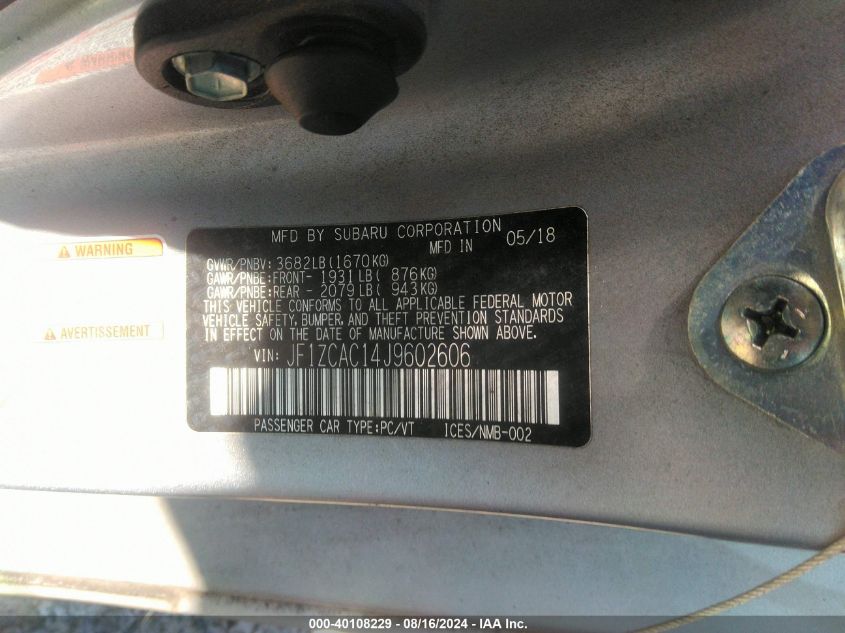 MFD BY SUBARU CORPORATION
MFD IN 05/18
GVWR/PNBV: 3682LB(1670KG)
GAWR/PNBE:FRONT- 1931LB( 876KG)
GAWR/PNBE:REAR - 2079LB( 943KG)
THIS VEHICLE CONFORMS TO ALL APPLICABLE FEDERAL MOTOR
VEHICLE SAFETY, BUMPER, AND THEFT PREVENTION STANDARDS
IN EFFECT ON THE DATE OF MANUFACTURE SHOWN ABOVE.
VIN: JF1ZCAC14J9602606
PASSENGER CAR TYPE:PC/VT ICES/NMB-002
WARNING
AVERTISSEMENT
000-40108229 - 08/16/2024 - IAA Inc.